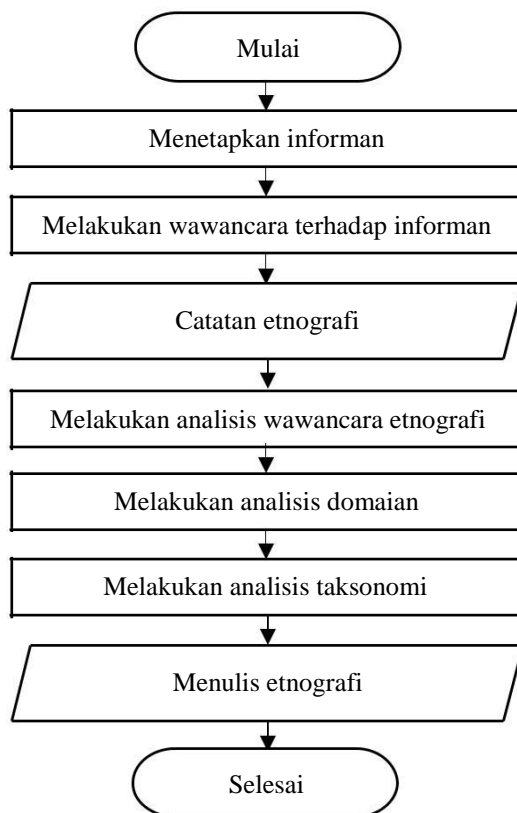 Mulai
Menetapkan informan
Melakukan wawancara terhadap informan
Catatan etnografi
Melakukan analisis wawancara etnografi
Melakukan analisis domaian
Melakukan analisis taksonomi
Menulis etnografi
Selesai